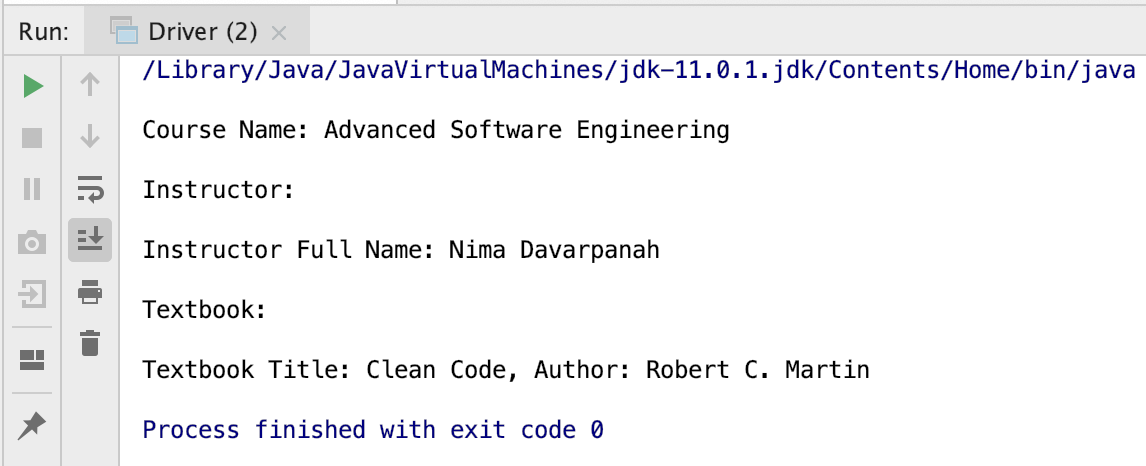 Run: Driver (2)
/Library/Java/JavaVirtualMachines/jdk-11.0.1.jdk/Contents/Home/bin/java
Course Name: Advanced Software Engineering
Instructor:
Instructor Full Name: Nima Davarpanah
Textbook:
Textbook Title: Clean Code, Author: Robert C. Martin
Process finished with exit code 0